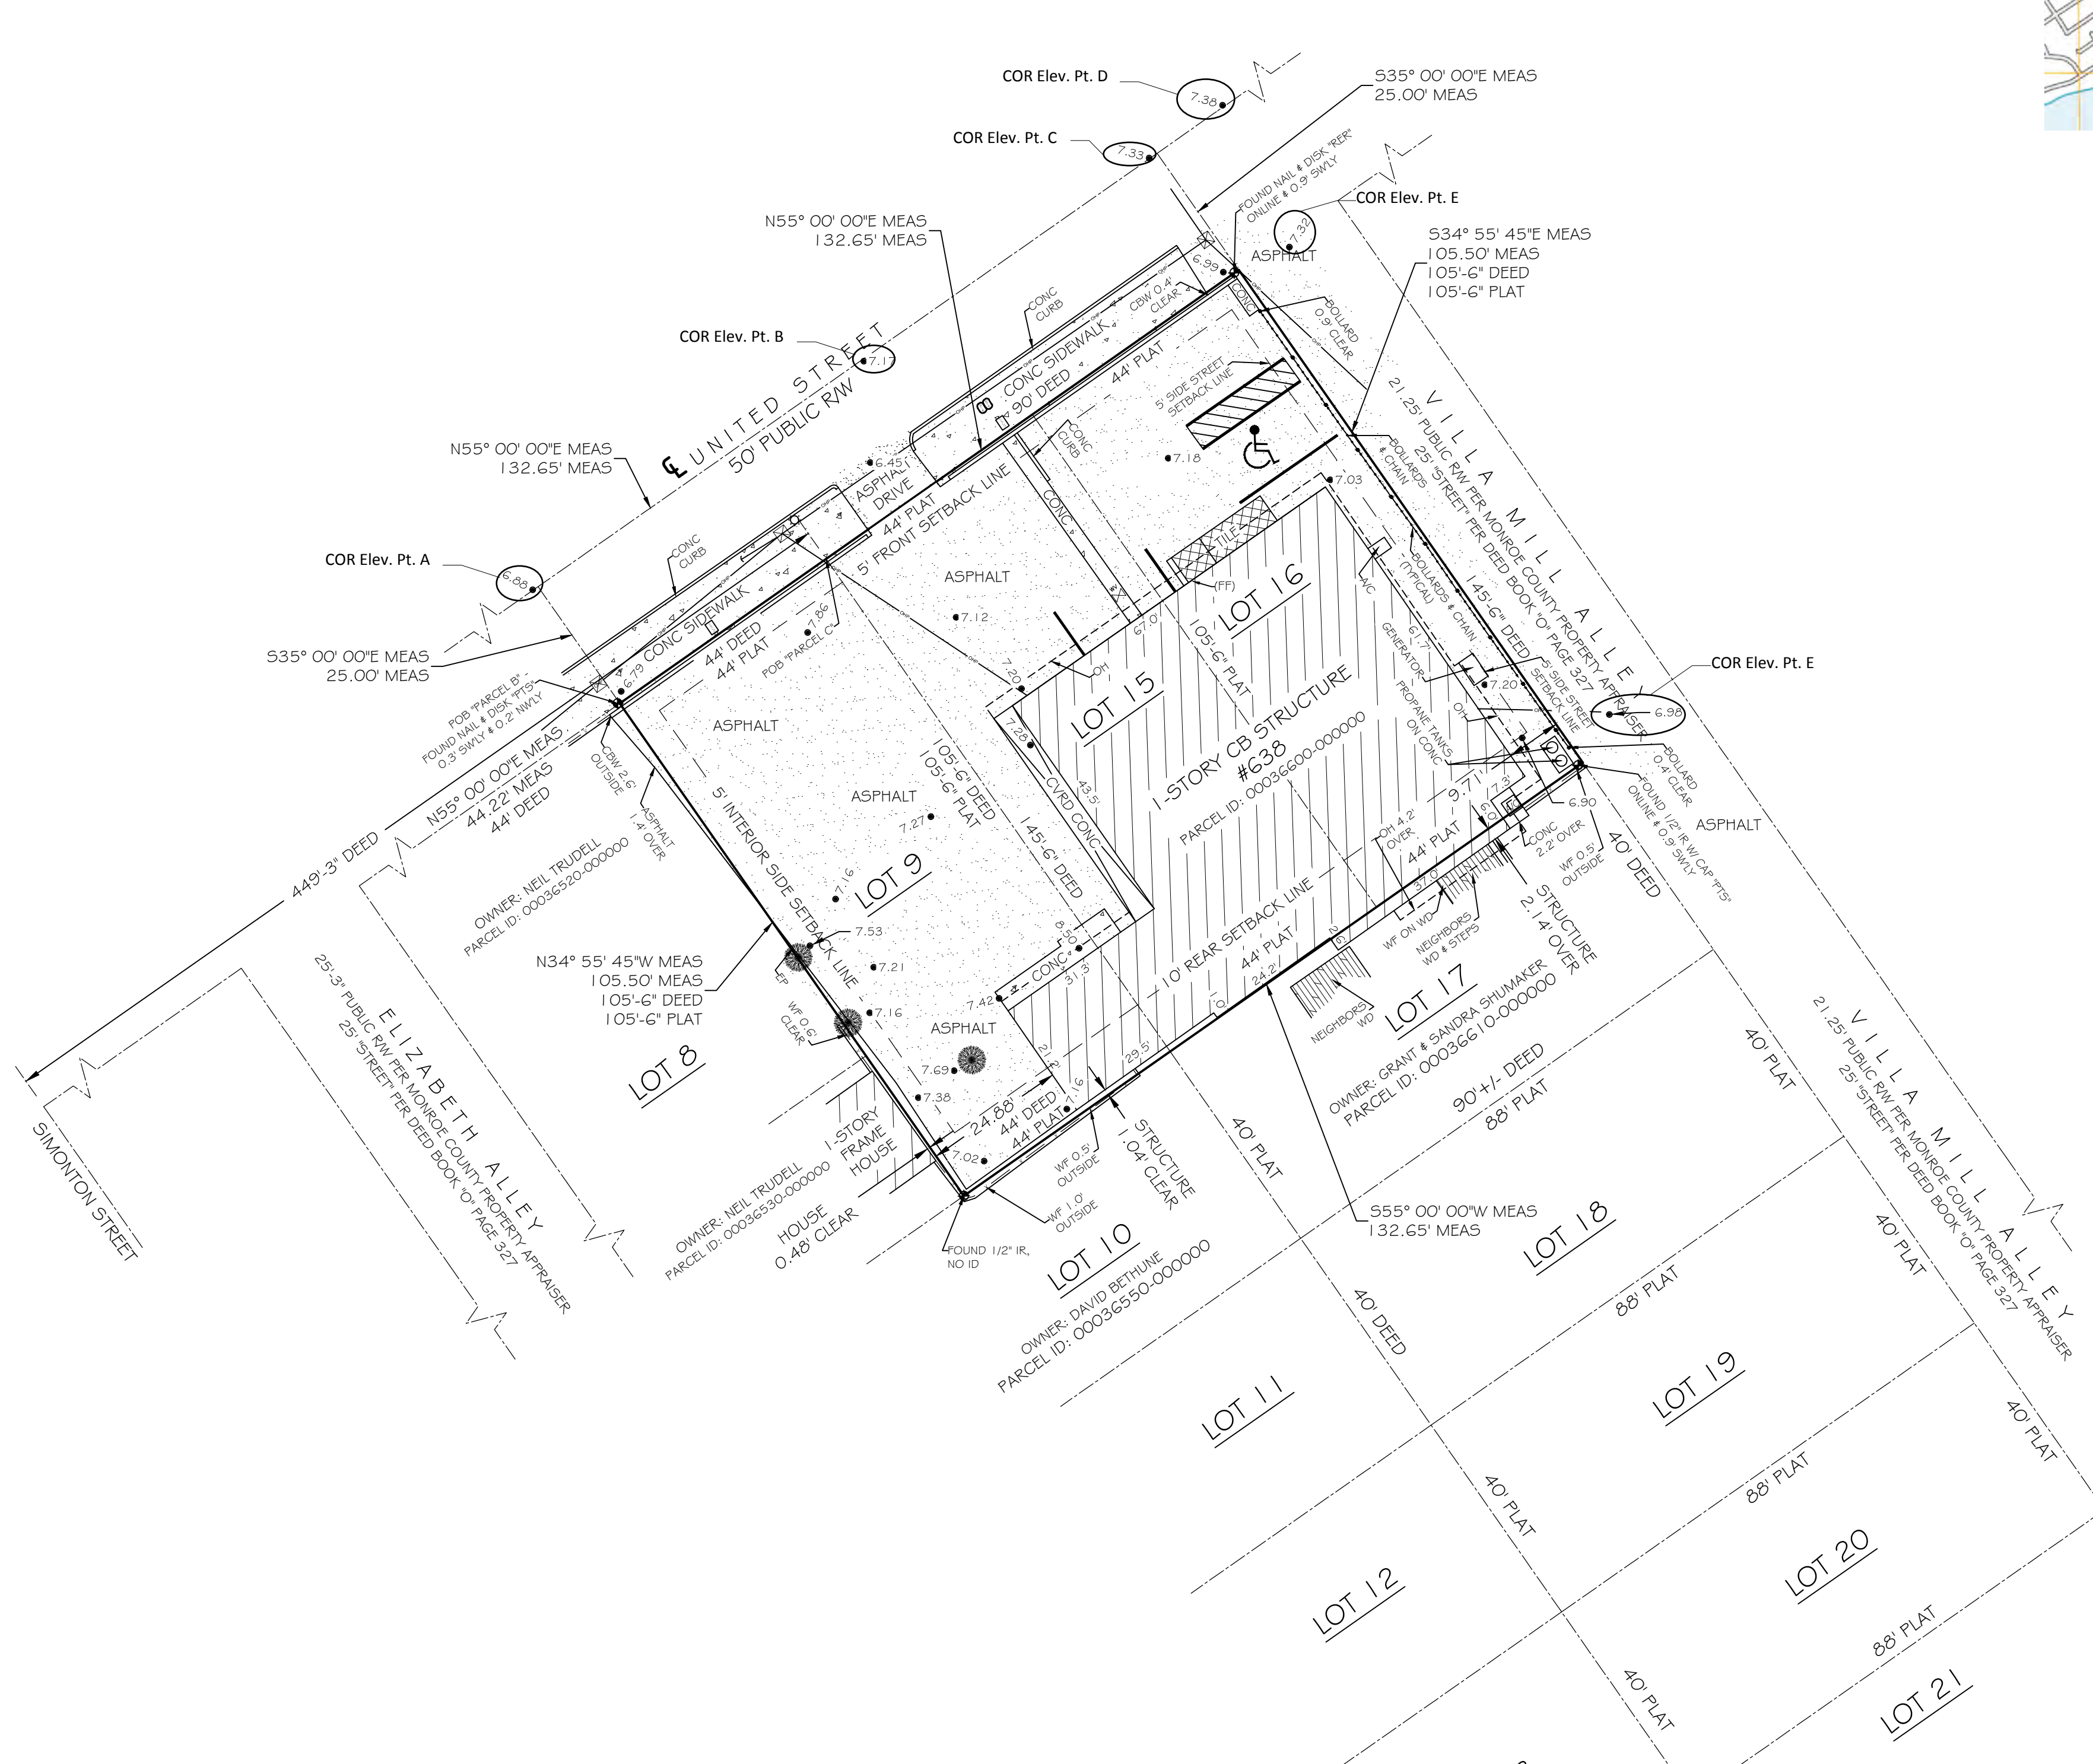 COR Elev. Pt. D
7.38
S35° 00' 00"E MEAS
25.00' MEAS
COR Elev. Pt. C
7.33
FOUND NAIL & DISK "RER"
ONLINE & 0.9' SW'LY
COR Elev. Pt. E
7.32
ASPHALT
N55° 00' 00"E MEAS
132.65' MEAS
S34° 55' 45"E MEAS
105.50' MEAS
105'-6" DEED
105'-6" PLAT
6.99
CBW 0.4'
CLEAR
CONC
CONC
CURB
BOLLARD
0.9' CLEAR
COR Elev. Pt. B
7.17
UNITED STREET
50' PUBLIC R/W
CONC SIDEWALK
90' DEED
44' PLAT
5' SIDE STREET
SETBACK LINE
N55° 00' 00"E MEAS
132.65' MEAS
6.45
ASPHALT
DRIVE
44' PLAT
5' FRONT SETBACK LINE
CONC
CURB
CONC
7.18
7.03
BOLLARDS
& CHAIN
VILLA MILL ALLEY
21.25' PUBLIC R/W PER MONROE COUNTY PROPERTY APPRAISER
25' "STREET" PER DEED BOOK "O" PAGE 327
COR Elev. Pt. A
6.88
CONC
CURB
CONC SIDEWALK
44' DEED
44' PLAT
7.86
POB "PARCEL C"
ASPHALT
7.12
TILE
(FF)
A/C
BOLLARDS & CHAIN
(TYPICAL)
145'-6" DEED
67.0'
LOT 16
105'-6" PLAT
61.7'
GENERATOR
S35° 00' 00"E MEAS
25.00' MEAS
6.79
POB "PARCEL B"
FOUND NAIL & DISK "PTS"
0.3' SW'LY & 0.2' NW'LY
7.20
OH
LOT 15
1-STORY CB STRUCTURE
#638
PARCEL ID: 00036600-000000
7.20
5' SIDE STREET
SETBACK LINE
COR Elev. Pt. E
6.98
OH
PROPANE TANKS
ON CONC
ASPHALT
7.28
CVRD CONC
43.5'
105'-6" DEED
105'-6" PLAT
145'-6" DEED
449'-3" DEED
N55° 00' 00"E MEAS
44.22' MEAS
44' DEED
CBW 2.6'
OUTSIDE
ASPHALT
1.4' OVER
5' INTERIOR SIDE SETBACK LINE
ASPHALT
7.27
9.71'
7.3'
6.0'
6.90
BOLLARD
0.4' CLEAR
FOUND 1/2" IR W/ CAP "PTS"
ONLINE & 0.9' SW'LY
ASPHALT
CONC
2.2' OVER
WF 0.5'
OUTSIDE
40' DEED
OH 4.2'
OVER
44' PLAT
37.0'
OWNER: NEIL TRUDELL
PARCEL ID: 00036520-000000
7.16
LOT 9
7.53
8.50
CONC
31.3'
10' REAR SETBACK LINE
44' PLAT
24.2'
WF ON WD
NEIGHBORS
WD & STEPS
STRUCTURE
2.14' OVER
N34° 55' 45"W MEAS
105.50' MEAS
105'-6" DEED
105'-6" PLAT
EP
7.21
WF 0.6'
CLEAR
7.16
7.42
ASPHALT
1.0'
NEIGHBORS
WD
LOT 17
OWNER: GRANT & SANDRA SHUMAKER
PARCEL ID: 00036610-000000
25'-3" PUBLIC R/W PER MONROE COUNTY PROPERTY APPRAISER
ELIZABETH ALLEY
25' "STREET" PER DEED BOOK "O" PAGE 327
LOT 8
7.69
7.38
21.2'
29.5'
7.16
24.88'
44' DEED
44' PLAT
7.02
90'+/- DEED
88' PLAT
40' PLAT
VILLA MILL ALLEY
21.25' PUBLIC R/W PER MONROE COUNTY PROPERTY APPRAISER
25' "STREET" PER DEED BOOK "O" PAGE 327
SIMONTON STREET
1-STORY
FRAME
HOUSE
OWNER: NEIL TRUDELL
PARCEL ID: 00036530-000000
HOUSE
0.48' CLEAR
WF 0.5'
OUTSIDE
STRUCTURE
1.04' CLEAR
40' PLAT
WF 1.0'
OUTSIDE
FOUND 1/2" IR,
NO ID
LOT 10
OWNER: DAVID BETHUNE
PARCEL ID: 00036550-000000
S55° 00' 00"W MEAS
132.65' MEAS
LOT 18
40' PLAT
88' PLAT
40' DEED
LOT 11
LOT 19
40' PLAT
88' PLAT
40' PLAT
LOT 12
LOT 20
88' PLAT
40' PLAT
LOT 21